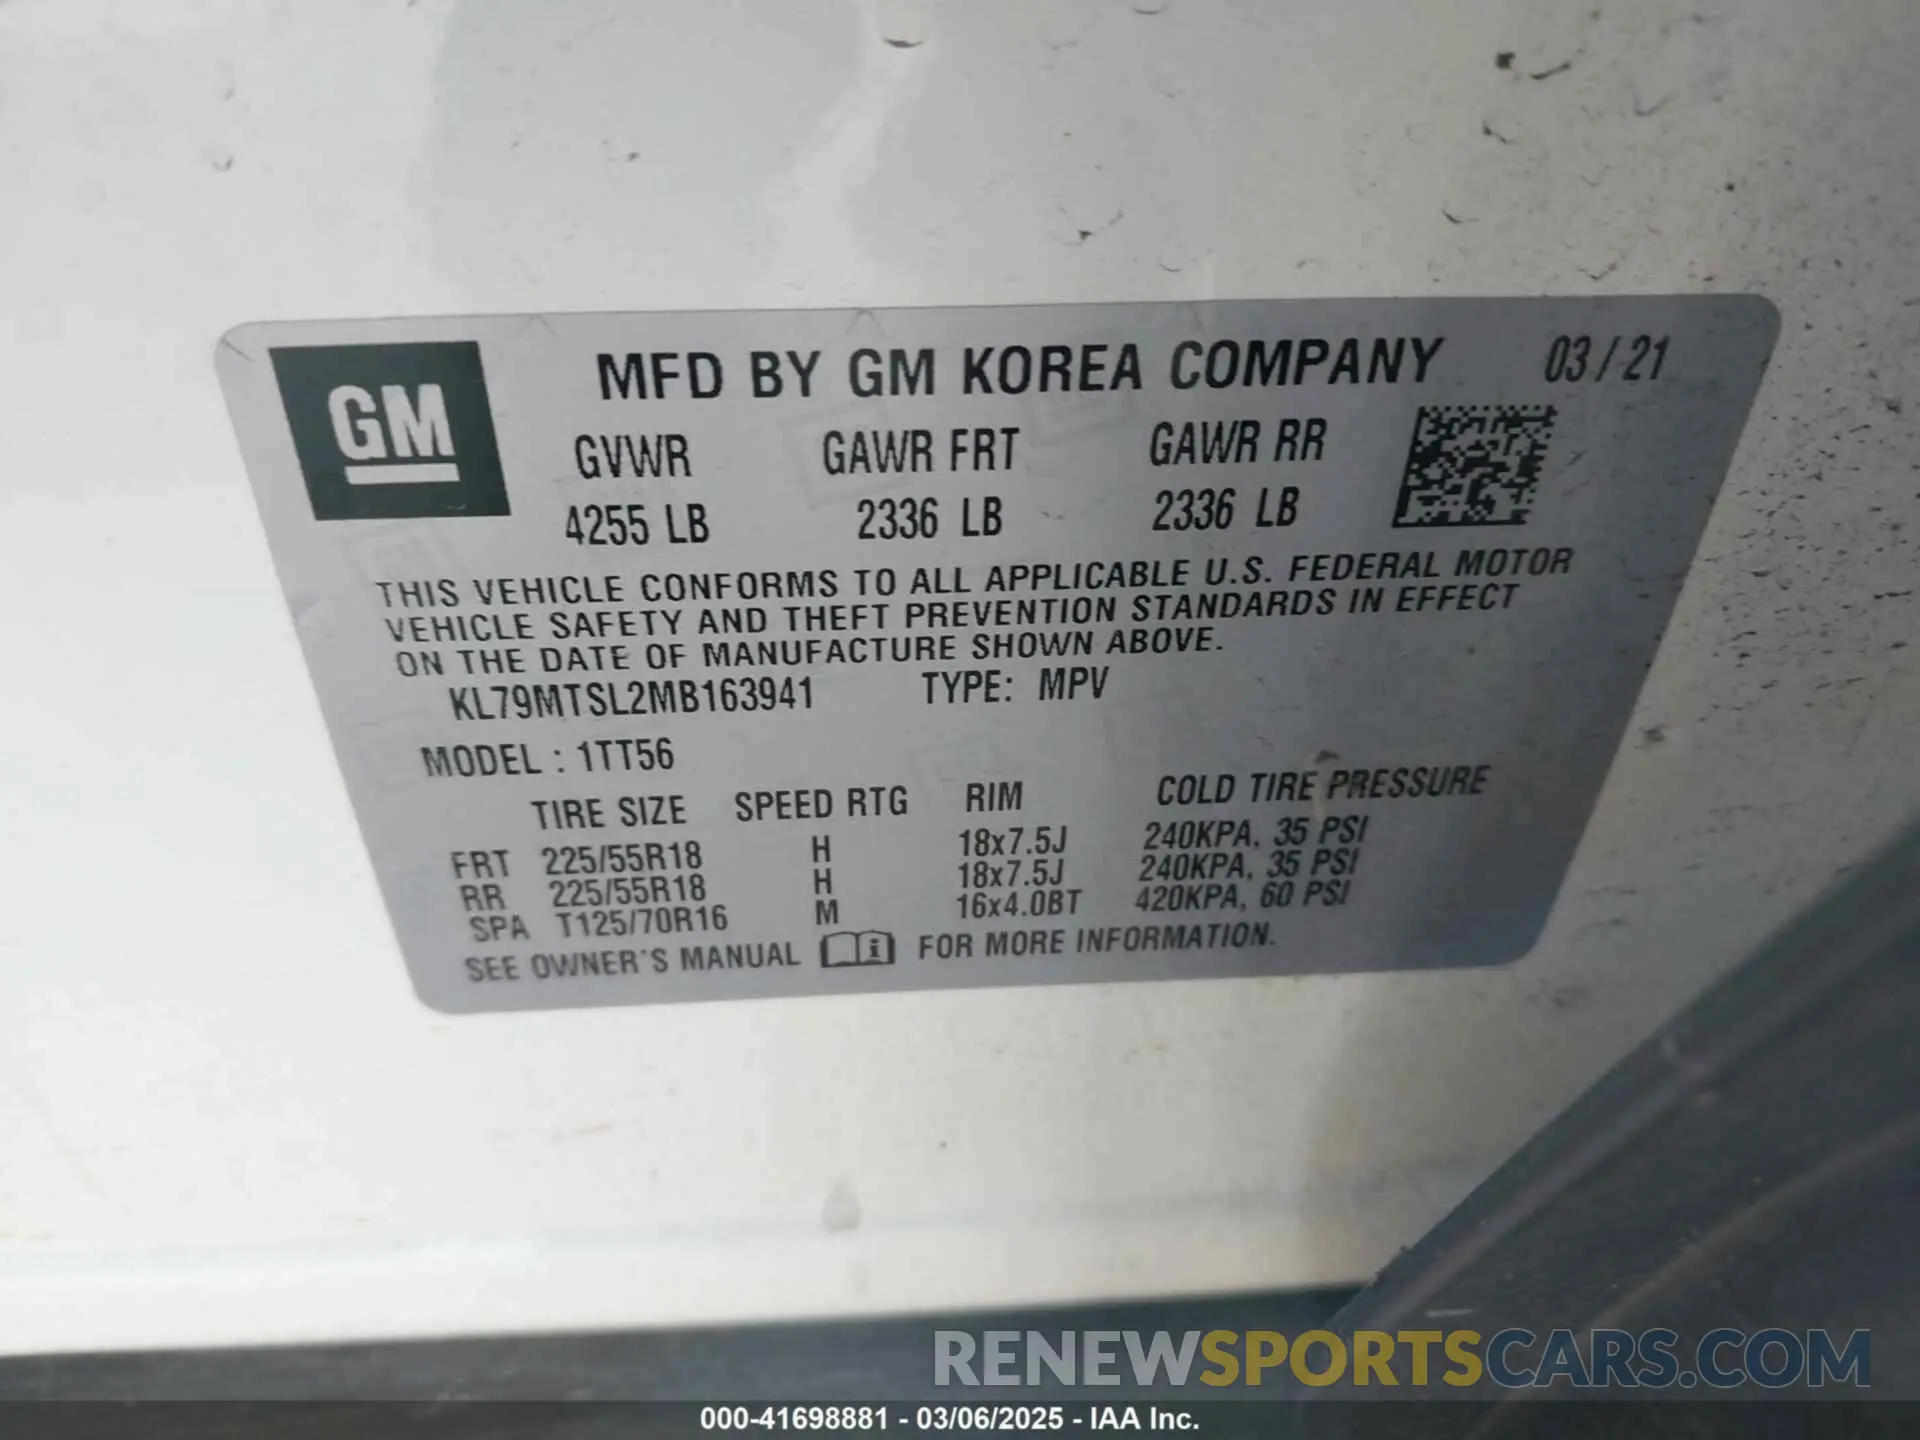 GM
MFD BY GM KOREA COMPANY 03 / 21
GVWR GAWR FRT GAWR RR
4255 LB 2336 LB 2336 LB
THIS VEHICLE CONFORMS TO ALL APPLICABLE U.S. FEDERAL MOTOR
VEHICLE SAFETY AND THEFT PREVENTION STANDARDS IN EFFECT
ON THE DATE OF MANUFACTURE SHOWN ABOVE.
KL79MTSL2MB163941 TYPE: MPV
MODEL : 1TT56
TIRE SIZE SPEED RTG RIM COLD TIRE PRESSURE
FRT 225/55R18 H 18x7.5J 240KPA, 35 PSI
RR 225/55R18 H 18x7.5J 240KPA, 35 PSI
SPA T125/70R16 M 16x4.0BT 420KPA, 60 PSI
SEE OWNER'S MANUAL i FOR MORE INFORMATION.
RENEWSPORTSCARS.COM
000-41698881 - 03/06/2025 - IAA Inc.